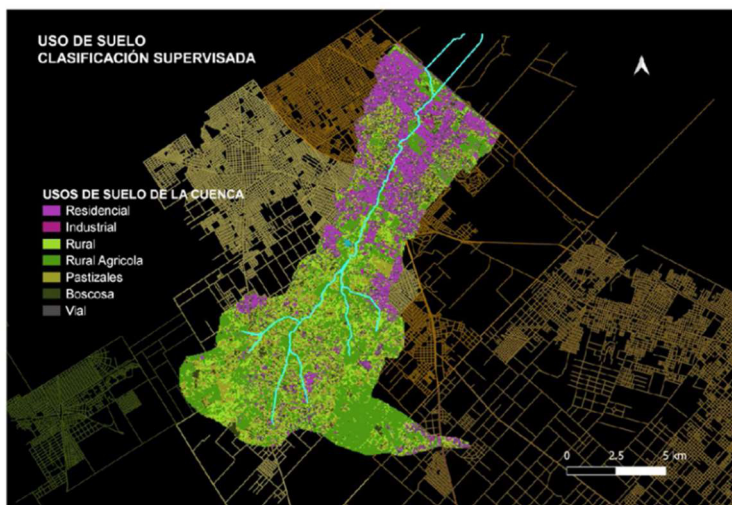 USO DE SUELO
CLASIFICACIÓN SUPERVISADA
USOS DE SUELO DE LA CUENCA
Residencial
Industrial
Rural
Rural Agricola
Pastizales
Boscosa
Vial
0 2.5 5 km